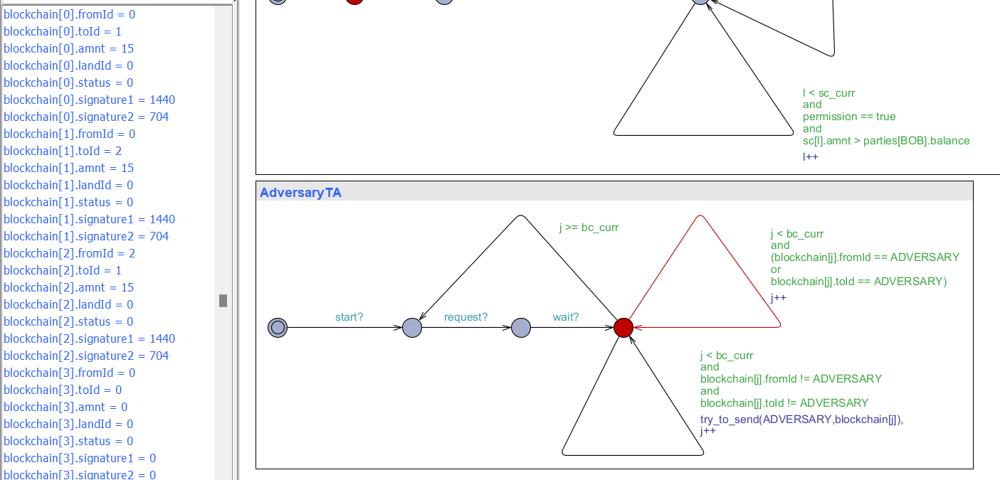 blockchain[0].fromId = 0
blockchain[0].toId = 1
blockchain[0].amnt = 15
blockchain[0].landId = 0
blockchain[0].status = 0
blockchain[0].signature1 = 1440
blockchain[0].signature2 = 704
blockchain[1].fromId = 0
blockchain[1].toId = 2
blockchain[1].amnt = 15
blockchain[1].landId = 0
blockchain[1].status = 0
blockchain[1].signature1 = 1440
blockchain[1].signature2 = 704
blockchain[2].fromId = 2
blockchain[2].toId = 1
blockchain[2].amnt = 15
blockchain[2].landId = 0
blockchain[2].status = 0
blockchain[2].signature1 = 1440
blockchain[2].signature2 = 704
blockchain[3].fromId = 0
blockchain[3].toId = 0
blockchain[3].amnt = 0
blockchain[3].landId = 0
blockchain[3].status = 0
blockchain[3].signature1 = 0
blockchain[3].signature2 = 0
l < sc_curr
and
permission == true
and
sc[l].amnt > parties[BOB].balance
l++
AdversaryTA
j >= bc_curr
j < bc_curr
and
(blockchain[j].fromId == ADVERSARY
or
blockchain[j].toId == ADVERSARY)
j++
start?
request?
wait?
j < bc_curr
and
blockchain[j].fromId != ADVERSARY
and
blockchain[j].toId != ADVERSARY
try_to_send(ADVERSARY,blockchain[j]),
j++